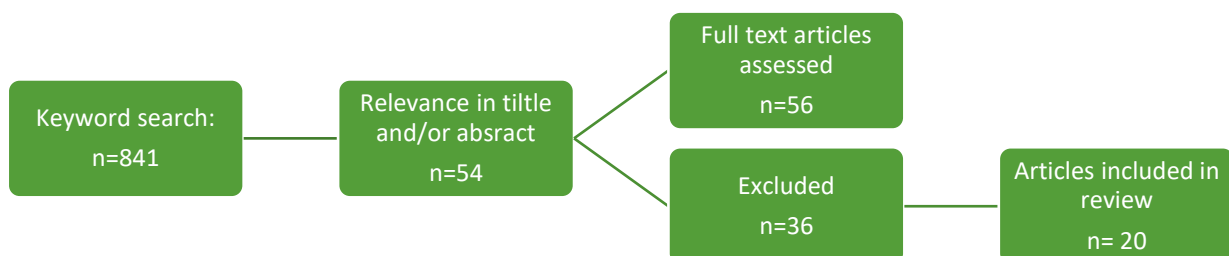 Keyword search:
n=841
Relevance in tiltle
and/or absract
n=54
Full text articles
assessed
n=56
Excluded
n=36
Articles included in
review
n= 20